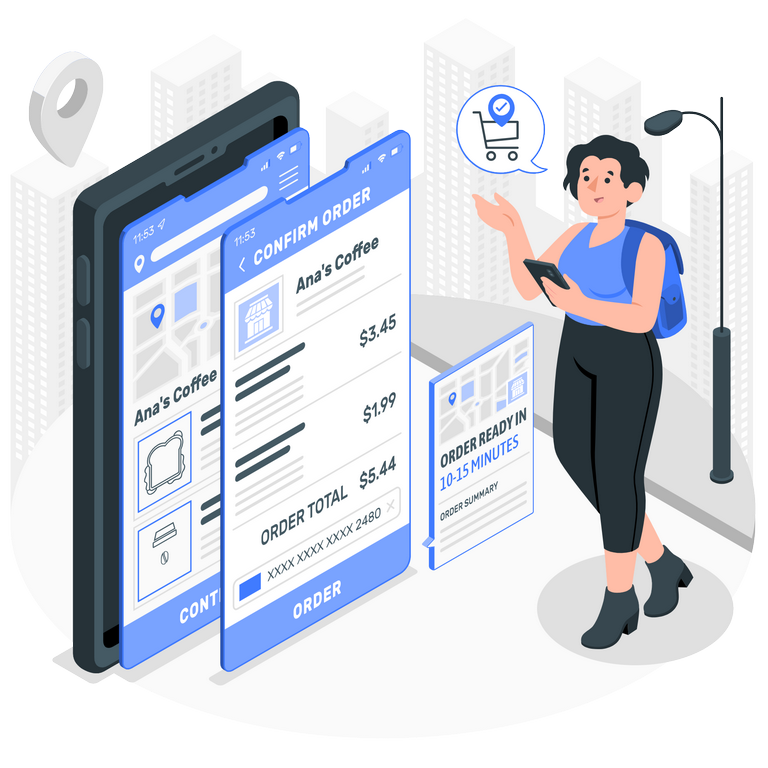 11:53
Ana's Coffee
CONT
11:53
CONFIRM ORDER
Ana's Coffee
$3.45
$1.99
ORDER TOTAL $5.44
XXXX XXXX XXXX 2480
ORDER
ORDER READY IN
10-15 MINUTES
ORDER SUMMARY